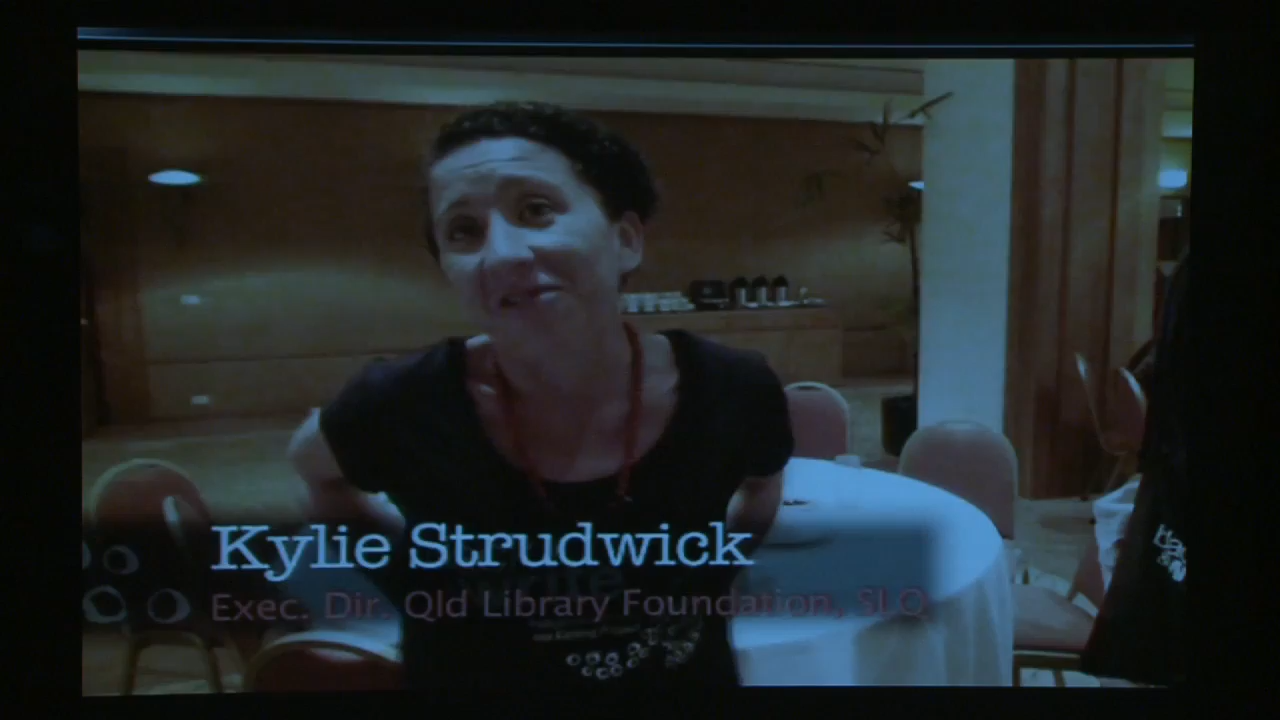 Kylie Strudwick
Exec. Dir. Qld Library Foundation, SLQ